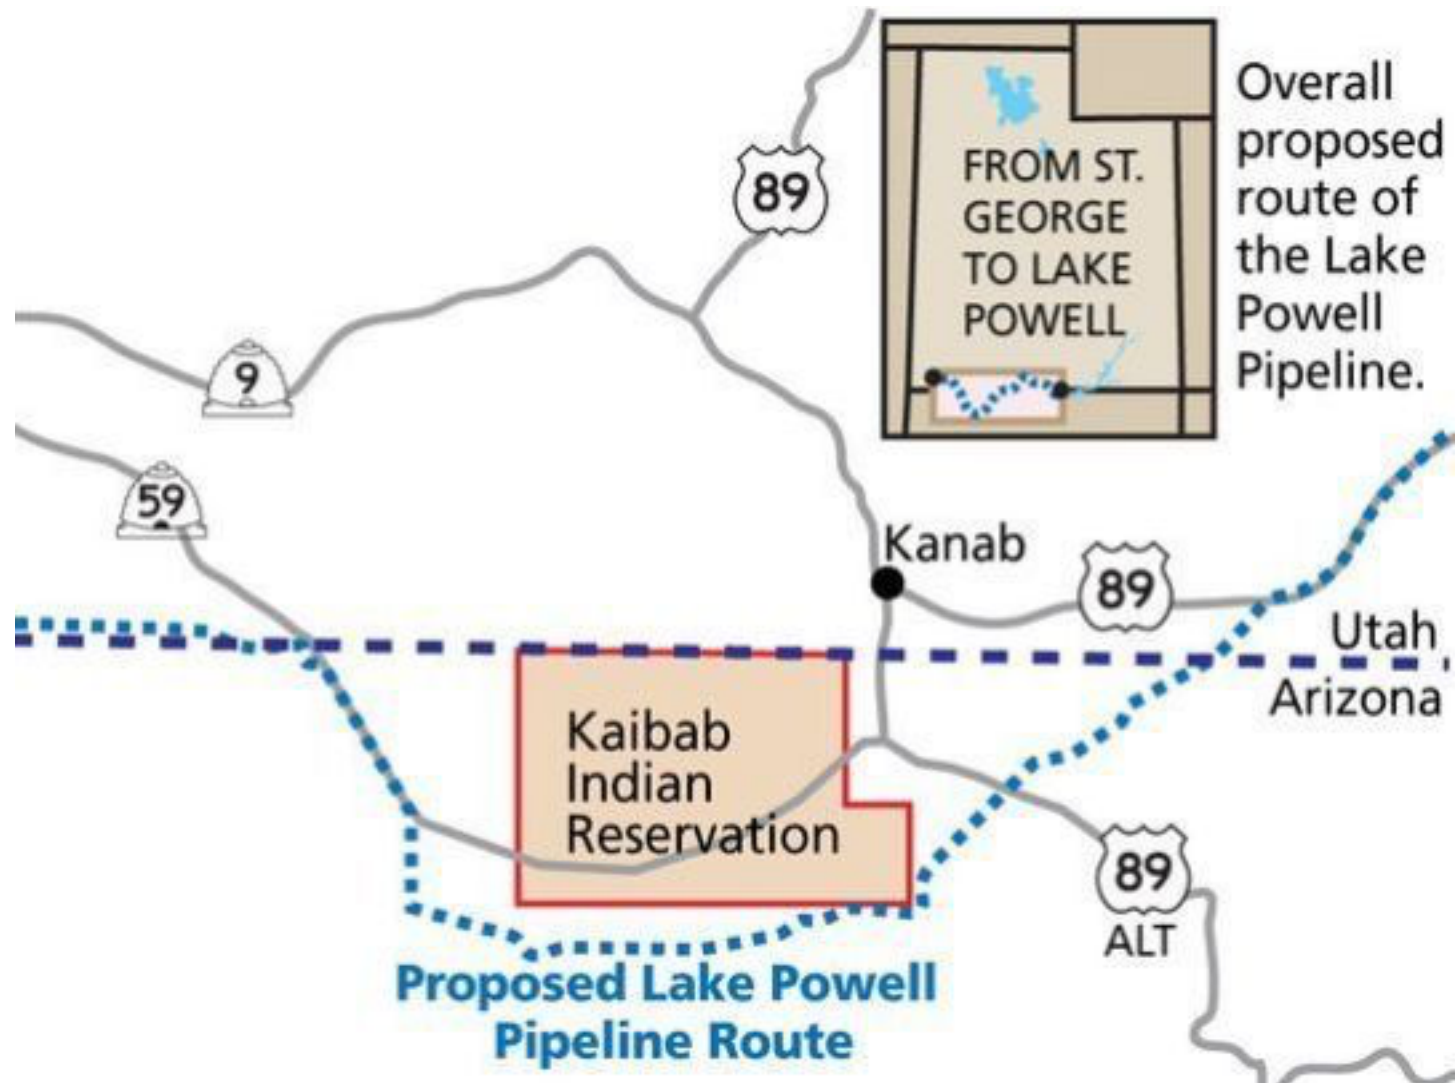 89
FROM ST.
GEORGE
TO LAKE
POWELL
Overall
proposed
route of
the Lake
Powell
Pipeline.
9
59
Kanab
89
Utah
Arizona
Kaibab
Indian
Reservation
89
ALT
Proposed Lake Powell
Pipeline Route